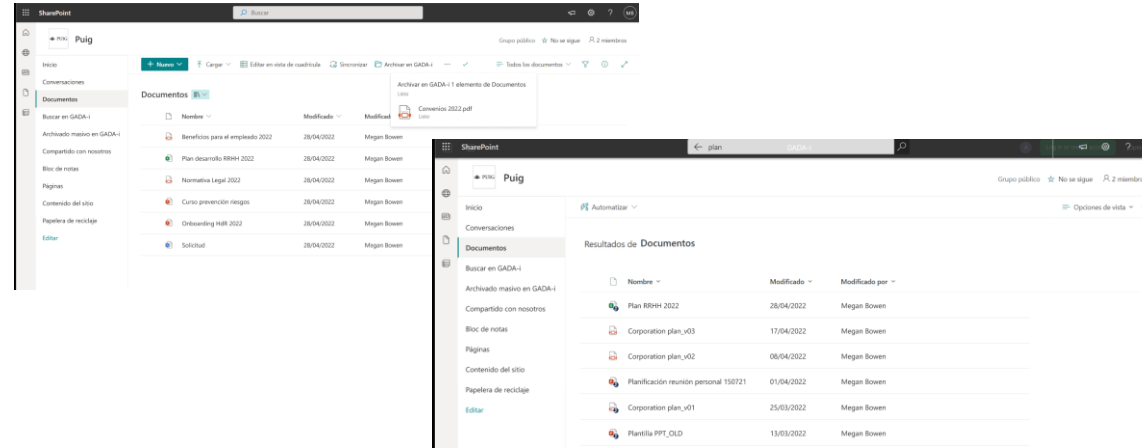 SharePoint
Buscar
MB
PUIG
Puig
Grupo público No se sigue 2 miembros
Inicio
Conversaciones
Documentos
Buscar en GADA-i
Archivado masivo en GADA-i
Compartido con nosotros
Bloc de notas
Páginas
Contenido del sitio
Papelera de reciclaje
Editar
+ Nuevo Cargar Editar en vista de cuadrícula Sincronizar Archivar en GADA-i ... Todos los documentos
Documentos
Archivar en GADA-i 1 elemento de Documentos
Listo
Convenios 2022.pdf
Listo
Nombre Modificado Modificad
Beneficios para el empleado 2022 28/04/2022 Megan Bowen
Plan desarrollo RRHH 2022 28/04/2022 Megan Bowen
Normativa Legal 2022 28/04/2022 Megan Bowen
Curso prevención riesgos 28/04/2022 Megan Bowen
Onboarding HdR 2022 28/04/2022 Megan Bowen
Solicitud 28/04/2022 Megan Bowen
SharePoint
plan
GADA-i
PUIG
Puig
Grupo público No se sigue 2 miembro
Inicio
Conversaciones
Documentos
Buscar en GADA-i
Archivado masivo en GADA-i
Compartido con nosotros
Bloc de notas
Páginas
Contenido del sitio
Papelera de reciclaje
Editar
Automatizar Opciones de vista
Resultados de Documentos
Nombre Modificado Modificado por
Plan RRHH 2022 28/04/2022 Megan Bowen
Corporation plan_v03 17/04/2022 Megan Bowen
Corporation plan_v02 08/04/2022 Megan Bowen
Planificación reunión personal 150721 01/04/2022 Megan Bowen
Corporation plan_v01 25/03/2022 Megan Bowen
Plantilla PPT_OLD 13/03/2022 Megan Bowen